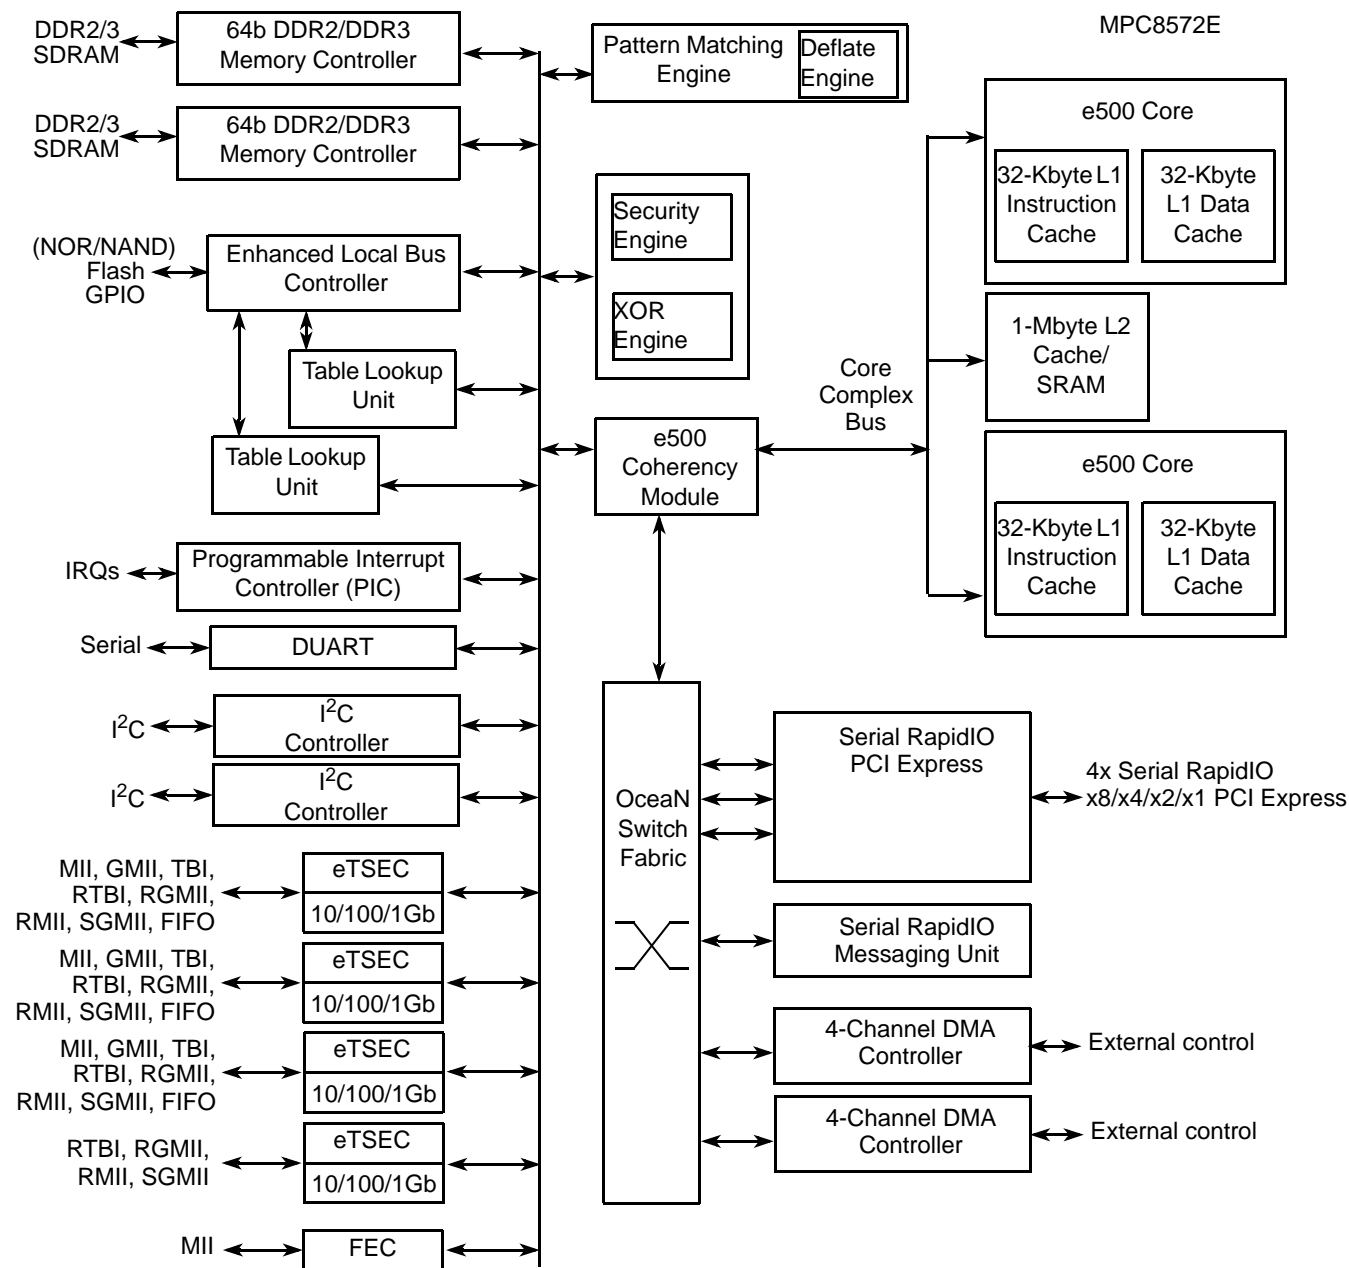 MPC8572E
DDR2/3
SDRAM
64b DDR2/DDR3
Memory Controller
DDR2/3
SDRAM
64b DDR2/DDR3
Memory Controller
(NOR/NAND)
Flash
GPIO
Enhanced Local Bus
Controller
Table Lookup
Unit
Table Lookup
Unit
IRQs
Programmable Interrupt
Controller (PIC)
Serial
DUART
I²C
I²C
Controller
I²C
I²C
Controller
MII, GMII, TBI,
RTBI, RGMII,
RMII, SGMII, FIFO
eTSEC
10/100/1Gb
MII, GMII, TBI,
RTBI, RGMII,
RMII, SGMII, FIFO
eTSEC
10/100/1Gb
MII, GMII, TBI,
RTBI, RGMII,
RMII, SGMII, FIFO
eTSEC
10/100/1Gb
RTBI, RGMII,
RMII, SGMII
eTSEC
10/100/1Gb
MII
FEC
Pattern Matching
Engine
Deflate
Engine
Security
Engine
XOR
Engine
e500
Coherency
Module
Core
Complex
Bus
e500 Core
32-Kbyte L1
Instruction
Cache
32-Kbyte
L1 Data
Cache
1-Mbyte L2
Cache/
SRAM
e500 Core
32-Kbyte L1
Instruction
Cache
32-Kbyte
L1 Data
Cache
OceaN
Switch
Fabric
Serial RapidIO
PCI Express
4x Serial RapidIO
x8/x4/x2/x1 PCI Express
Serial RapidIO
Messaging Unit
4-Channel DMA
Controller
External control
4-Channel DMA
Controller
External control